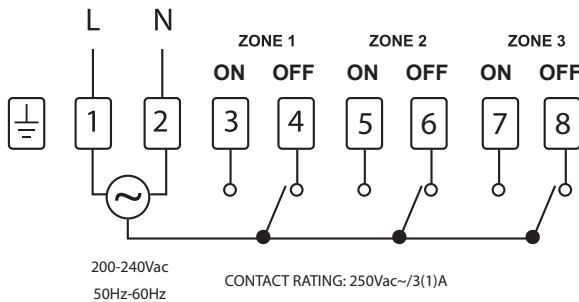 L N
ZONE 1 ZONE 2 ZONE 3
ON OFF ON OFF ON OFF
1 2 3 4 5 6 7 8
200-240Vac
50Hz-60Hz
CONTACT RATING: 250Vac~/3(1)A